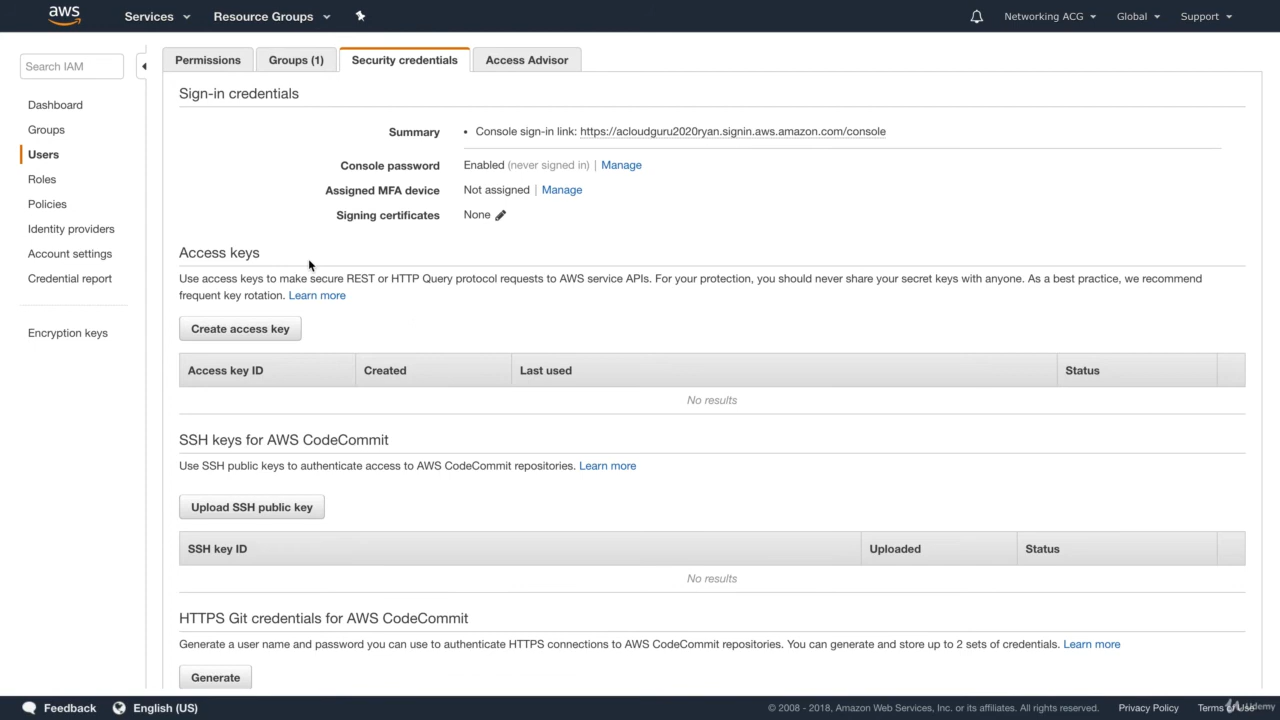 aws Services Resource Groups Networking ACG Global Support
Search IAM
Dashboard
Groups
Users
Roles
Policies
Identity providers
Account settings
Credential report
Encryption keys
Permissions Groups (1) Security credentials Access Advisor
Sign-in credentials
Summary • Console sign-in link: https://acloudguru2020ryan.signin.aws.amazon.com/console
Console password Enabled (never signed in) | Manage
Assigned MFA device Not assigned | Manage
Signing certificates None
Access keys
Use access keys to make secure REST or HTTP Query protocol requests to AWS service APIs. For your protection, you should never share your secret keys with anyone. As a best practice, we recommend
frequent key rotation. Learn more
Create access key
Access key ID Created Last used Status
No results
SSH keys for AWS CodeCommit
Use SSH public keys to authenticate access to AWS CodeCommit repositories. Learn more
Upload SSH public key
SSH key ID Uploaded Status
No results
HTTPS Git credentials for AWS CodeCommit
Generate a user name and password you can use to authenticate HTTPS connections to AWS CodeCommit repositories. You can generate and store up to 2 sets of credentials. Learn more
Generate
Feedback English (US) © 2008 - 2018, Amazon Web Services, Inc. or its affiliates. All rights reserved. Privacy Policy Terms of Use
Udemy